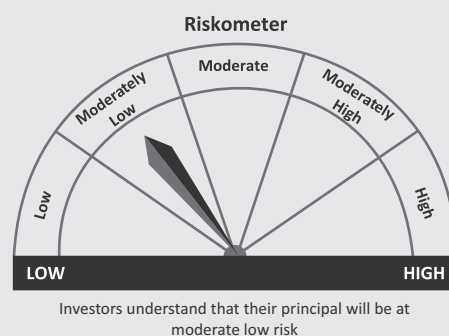 Riskometer
Moderate
Moderately
Low
Moderately
High
Low
High
LOW
HIGH
Investors understand that their principal will be at
moderate low risk